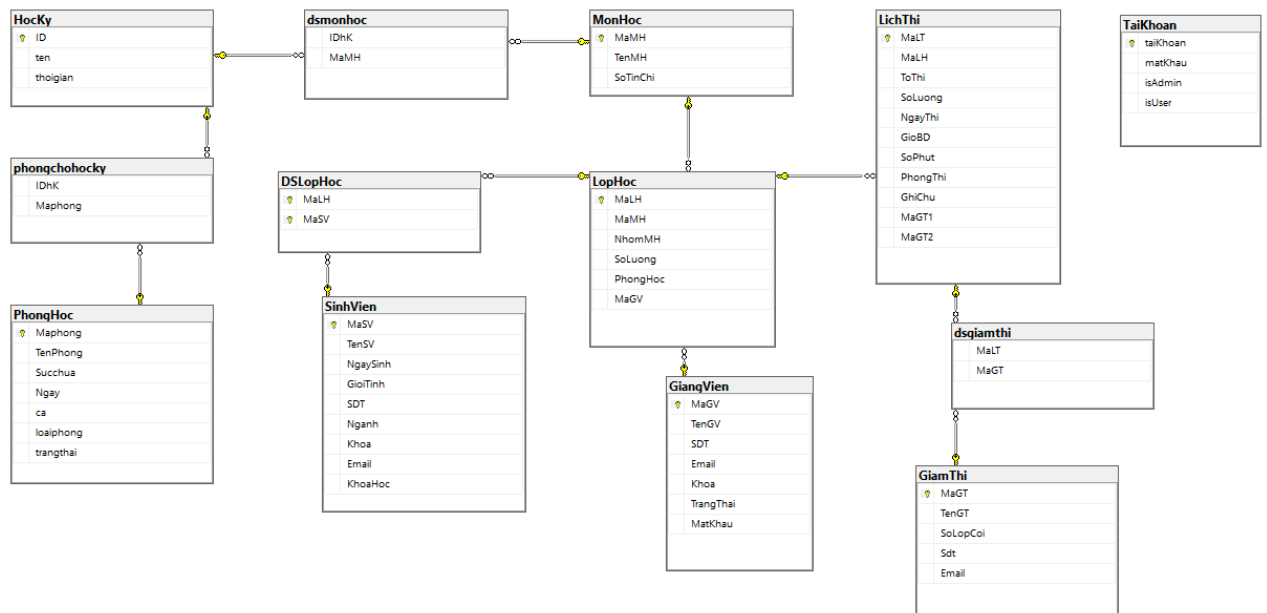 HocKy
ID
ten
thoigian
dsmonhoc
IDhK
MaMH
MonHoc
MaMH
TenMH
SoTinChi
LichThi
MaLT
MaLH
ToThi
SoLuong
NgayThi
GioBD
SoPhut
PhongThi
GhiChu
MaGT1
MaGT2
TaiKhoan
taiKhoan
matKhau
isAdmin
isUser
phongchohocky
IDhK
Maphong
DSLopHoc
MaLH
MaSV
LopHoc
MaLH
MaMH
NhomMH
SoLuong
PhongHoc
MaGV
PhongHoc
Maphong
TenPhong
Succhua
Ngay
ca
loaiphong
trangthai
SinhVien
MaSV
TenSV
NgaySinh
GioiTinh
SDT
Nganh
Khoa
Email
KhoaHoc
GiangVien
MaGV
TenGV
SDT
Email
Khoa
TrangThai
MatKhau
dsgiamthi
MaLT
MaGT
GiamThi
MaGT
TenGT
SoLopCoi
Sdt
Email